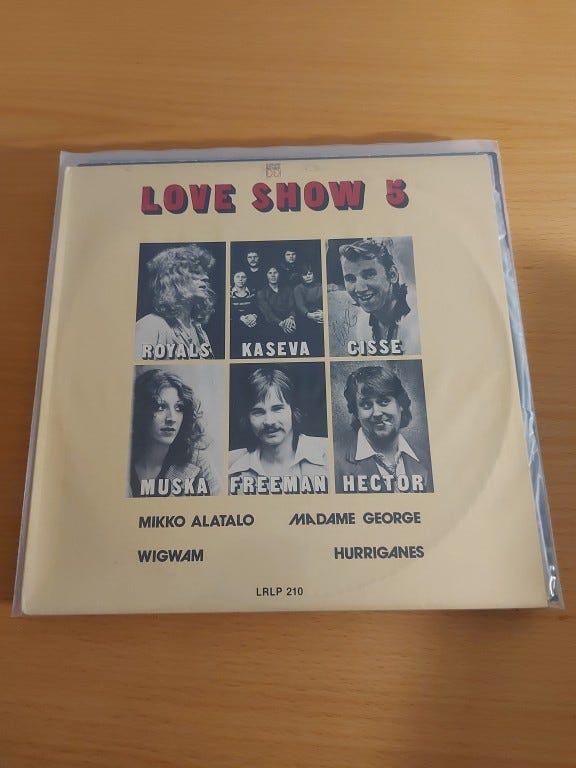 LOVE SHOW 5
ROYALS KASEVA CISSE
MUSKA FREEMAN HECTOR
MIKKO ALATALO MADAME GEORGE
WIGWAM HURRIGANES
LRLP 210